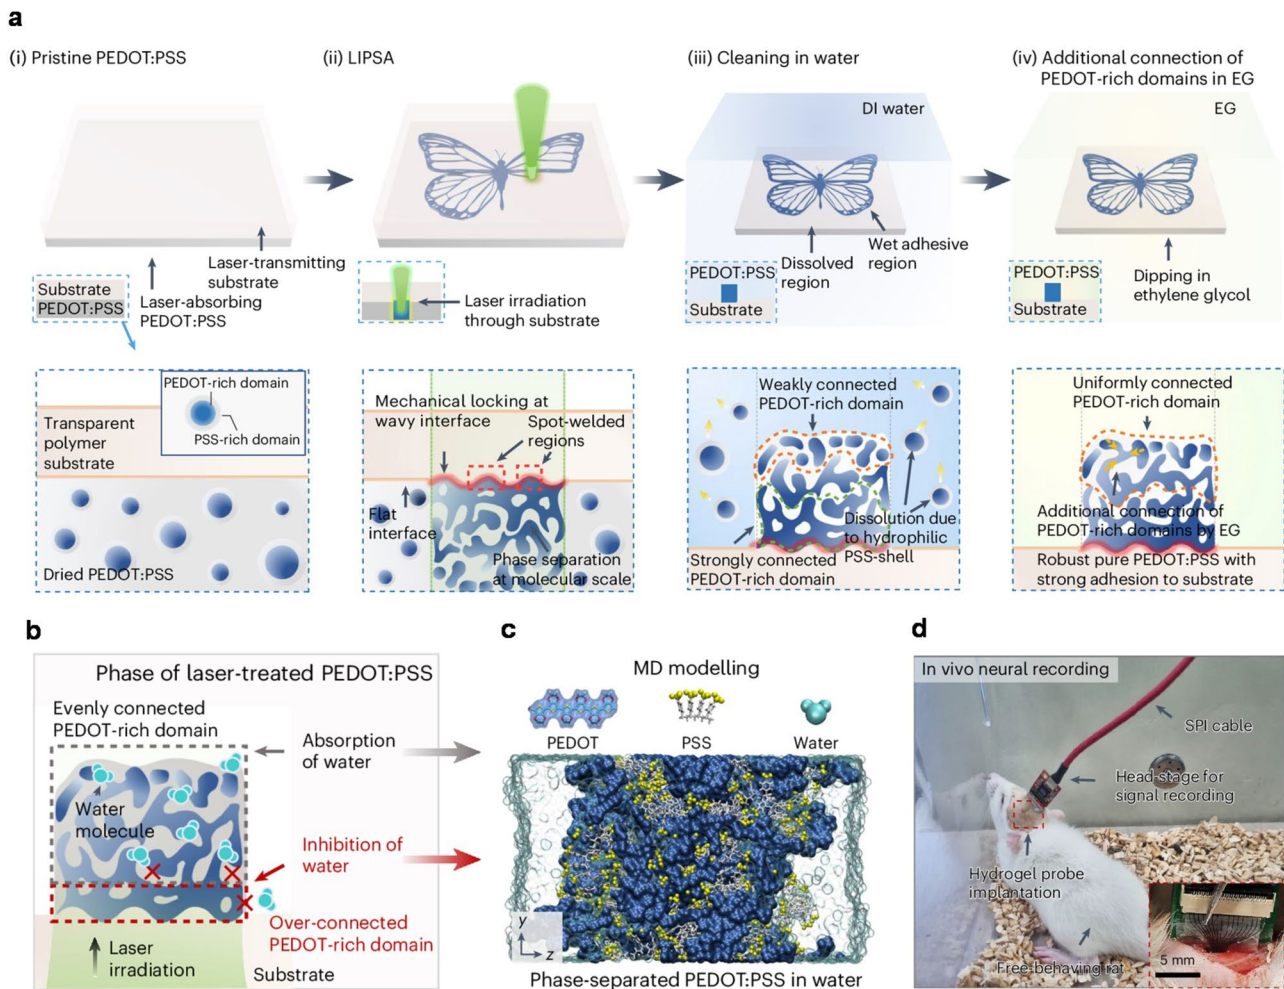 a
(i) Pristine PEDOT:PSS
Laser-transmitting
substrate
Laser-absorbing
PEDOT:PSS
Substrate
PEDOT:PSS
(ii) LIPSA
Laser irradiation
through substrate
(iii) Cleaning in water
DI water
Wet adhesive
region
Dissolved
region
PEDOT:PSS
Substrate
(iv) Additional connection of
PEDOT-rich domains in EG
EG
Dipping in
ethylene glycol
PEDOT:PSS
Substrate
PEDOT-rich domain
PSS-rich domain
Transparent
polymer
substrate
Dried PEDOT:PSS
Mechanical locking at
wavy interface
Spot-welded
regions
Flat
interface
Phase separation
at molecular scale
Weakly connected
PEDOT-rich domain
Dissolution due
to hydrophilic
PSS-shell
Strongly connected
PEDOT-rich domain
Uniformly connected
PEDOT-rich domain
Additional connection of
PEDOT-rich domains by EG
Robust pure PEDOT:PSS with
strong adhesion to substrate
b
Phase of laser-treated PEDOT:PSS
Evenly connected
PEDOT-rich domain
Absorption
of water
Water
molecule
Inhibition of
water
Over-connected
PEDOT-rich domain
Laser
irradiation
Substrate
c
MD modelling
PEDOT
PSS
Water
y
z
Phase-separated PEDOT:PSS in water
d
In vivo neural recording
SPI cable
Head-stage for
signal recording
Hydrogel probe
implantation
Free-behaving rat
5 mm